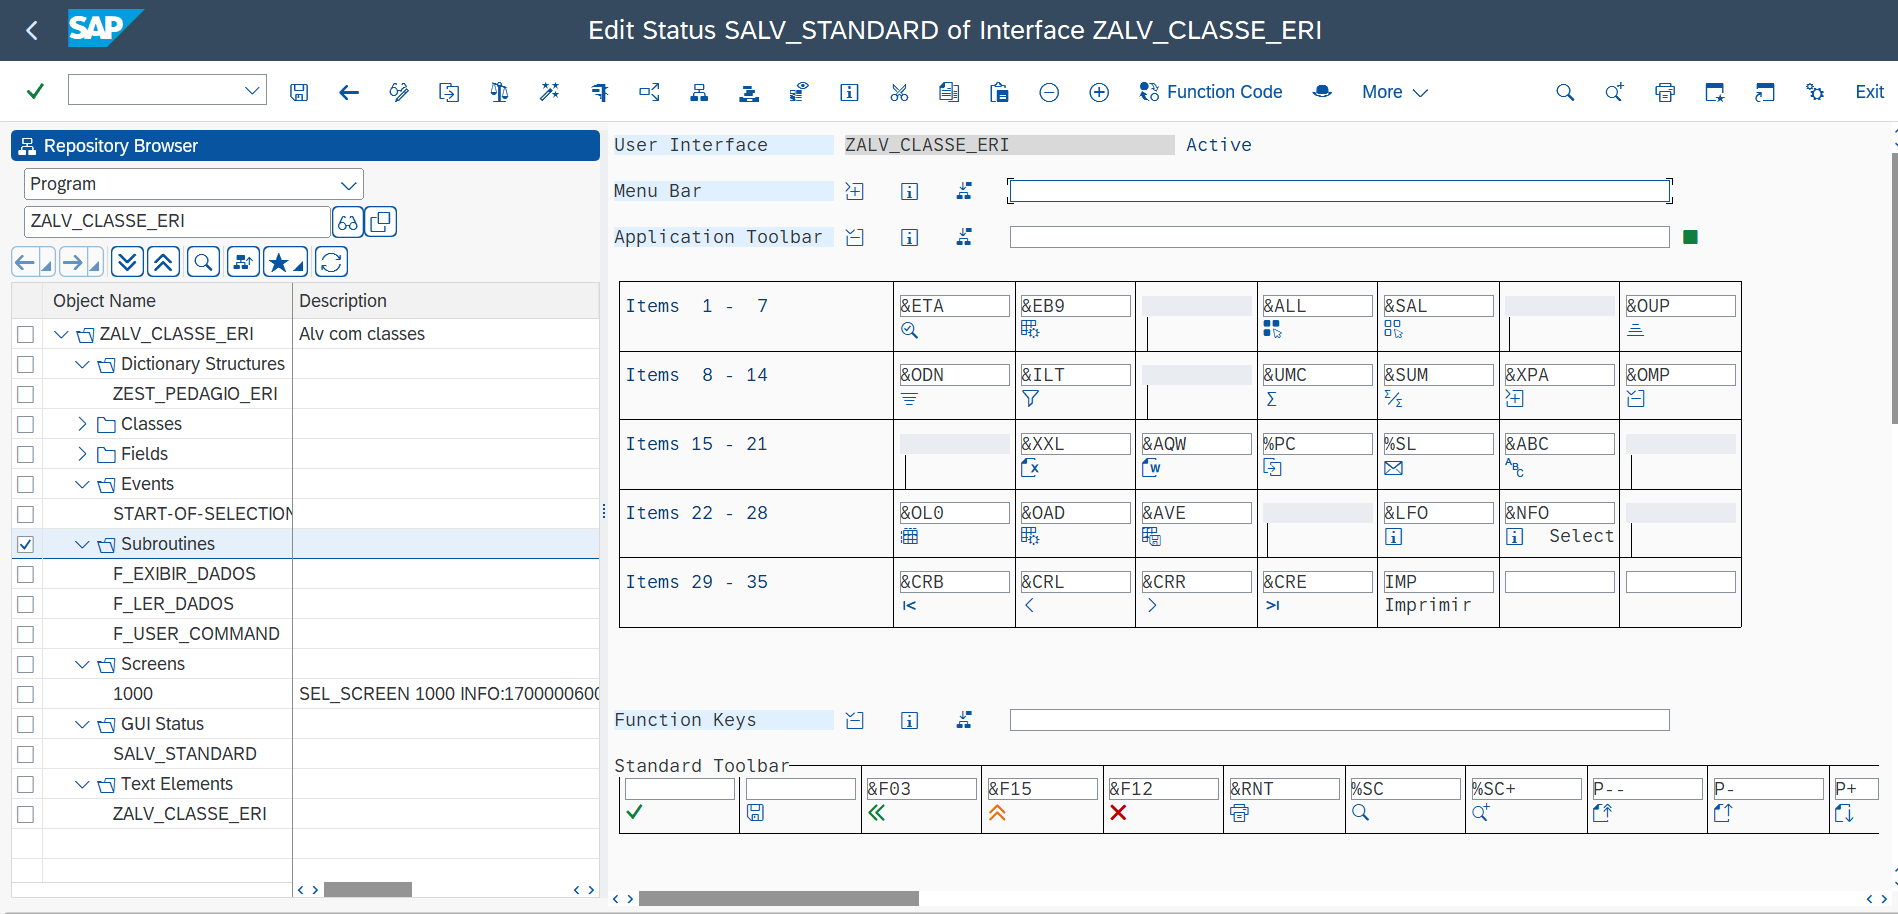 SAP
Edit Status SALV_STANDARD of Interface ZALV_CLASSE_ERI
Function Code
More
Exit
Repository Browser
Program
ZALV_CLASSE_ERI
Object Name Description
ZALV_CLASSE_ERI Alv com classes
Dictionary Structures
ZEST_PEDAGIO_ERI
Classes
Fields
Events
START-OF-SELECTION
Subroutines
F_EXIBIR_DADOS
F_LER_DADOS
F_USER_COMMAND
Screens
1000 SEL_SCREEN 1000 INFO:1700000600
GUI Status
SALV_STANDARD
Text Elements
ZALV_CLASSE_ERI
User Interface ZALV_CLASSE_ERI Active
Menu Bar
Application Toolbar
Items 1 - 7 &ETA &EB9 &ALL &SAL &OUP
Items 8 - 14 &ODN &ILT &UMC &SUM &XPA &OMP
Items 15 - 21 &XXL &AQW %PC %SL &ABC
Items 22 - 28 &OL0 &OAD &AVE &LFO &NFO
Select
Items 29 - 35 &CRB &CRL &CRR &CRE IMP
Imprimir
Function Keys
Standard Toolbar
&F03 &F15 &F12 &RNT %SC %SC+ P-- P- P+